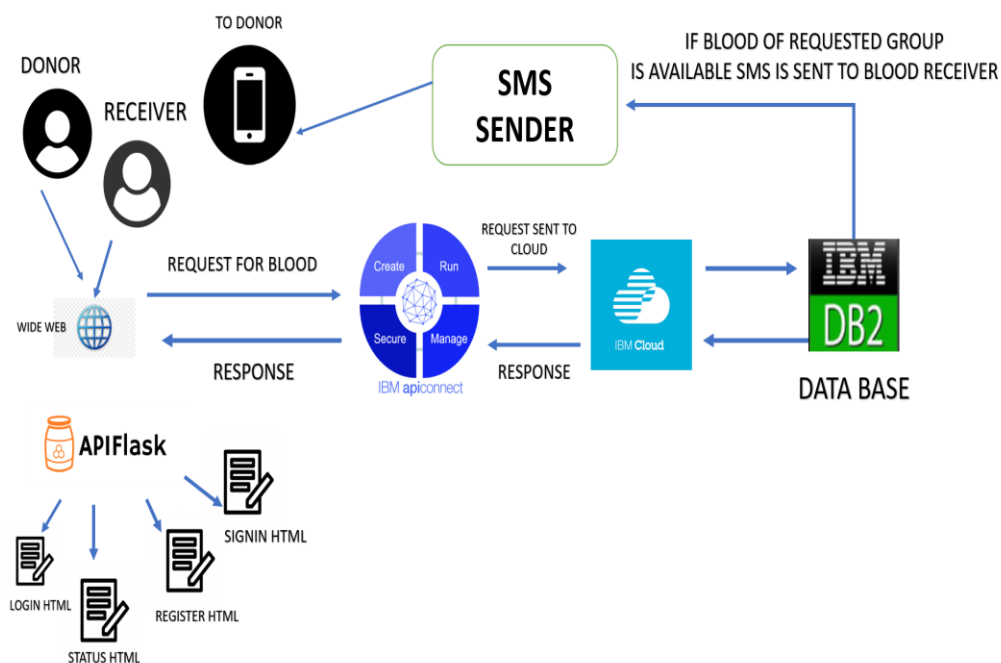 TO DONOR
DONOR
RECEIVER
SMS
SENDER
IF BLOOD OF REQUESTED GROUP
IS AVAILABLE SMS IS SENT TO BLOOD RECEIVER
WIDE WEB
REQUEST FOR BLOOD
RESPONSE
Create
Run
Secure
Manage
IBM apiconnect
REQUEST SENT TO
CLOUD
RESPONSE
IBM Cloud
IBM
DB2
DATA BASE
APIFlask
LOGIN HTML
STATUS HTML
REGISTER HTML
SIGNIN HTML